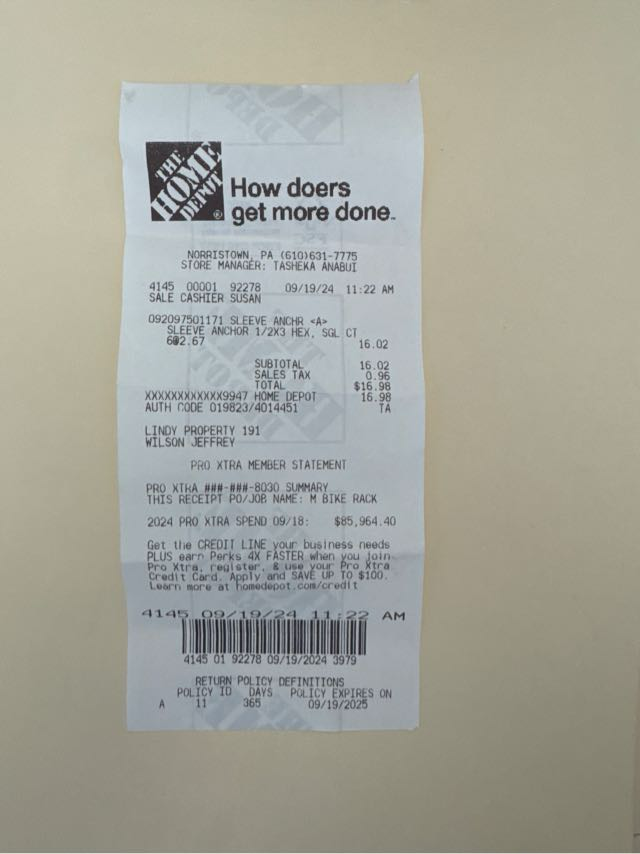 THE
HOME
DEPOT
®
How doers
get more done™
NORRISTOWN, PA (610)631-7775
STORE MANAGER: TASHEKA ANABUI
4145 00001 92278 09/19/24 11:22 AM
SALE CASHIER SUSAN
092097501171 SLEEVE ANCHR <A>
SLEEVE ANCHOR 1/2X3 HEX, SGL CT
6@2.67 16.02
SUBTOTAL 16.02
SALES TAX 0.96
TOTAL $16.98
XXXXXXXXXXXX9947 HOME DEPOT 16.98
AUTH CODE 019823/4014451 TA
LINDY PROPERTY 191
WILSON JEFFREY
PRO XTRA MEMBER STATEMENT
PRO XTRA ###-###-8030 SUMMARY
THIS RECEIPT PO/JOB NAME: M BIKE RACK
2024 PRO XTRA SPEND 09/18: $85,964.40
Get the CREDIT LINE your business needs
PLUS earn Perks 4X FASTER when you join
Pro Xtra, register, & use your Pro Xtra
Credit Card. Apply and SAVE UP TO $100.
Learn more at homedepot.com/credit
4145 09/19/24 11:22 AM
4145 01 92278 09/19/2024 3979
RETURN POLICY DEFINITIONS
POLICY ID DAYS POLICY EXPIRES ON
A 11 365 09/19/2025